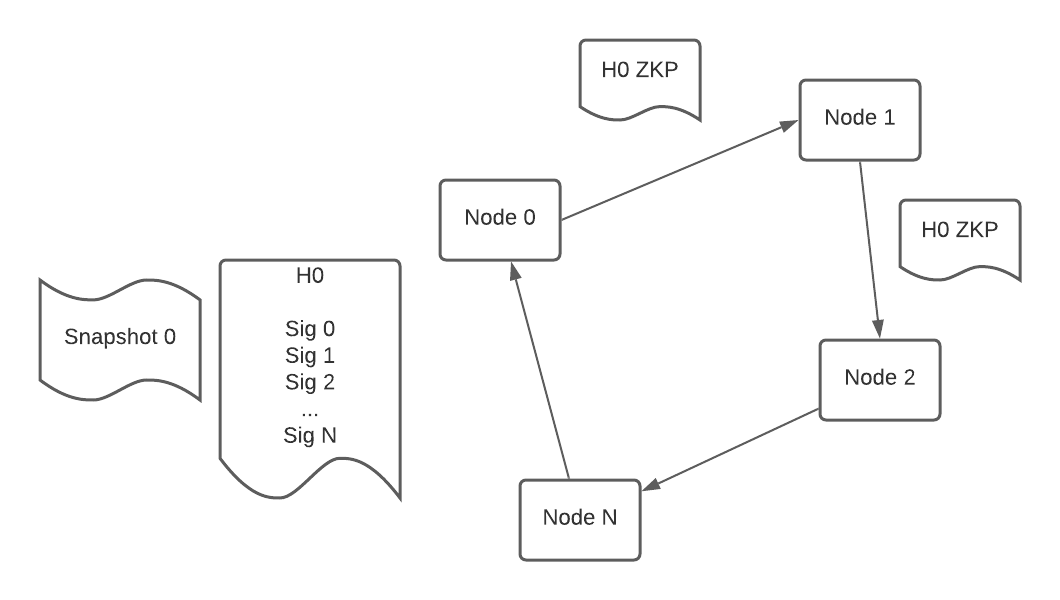 H0 ZKP
Node 1
Node 0
H0 ZKP
H0
Snapshot 0
Sig 0
Sig 1
Sig 2
...
Sig N
Node 2
Node N